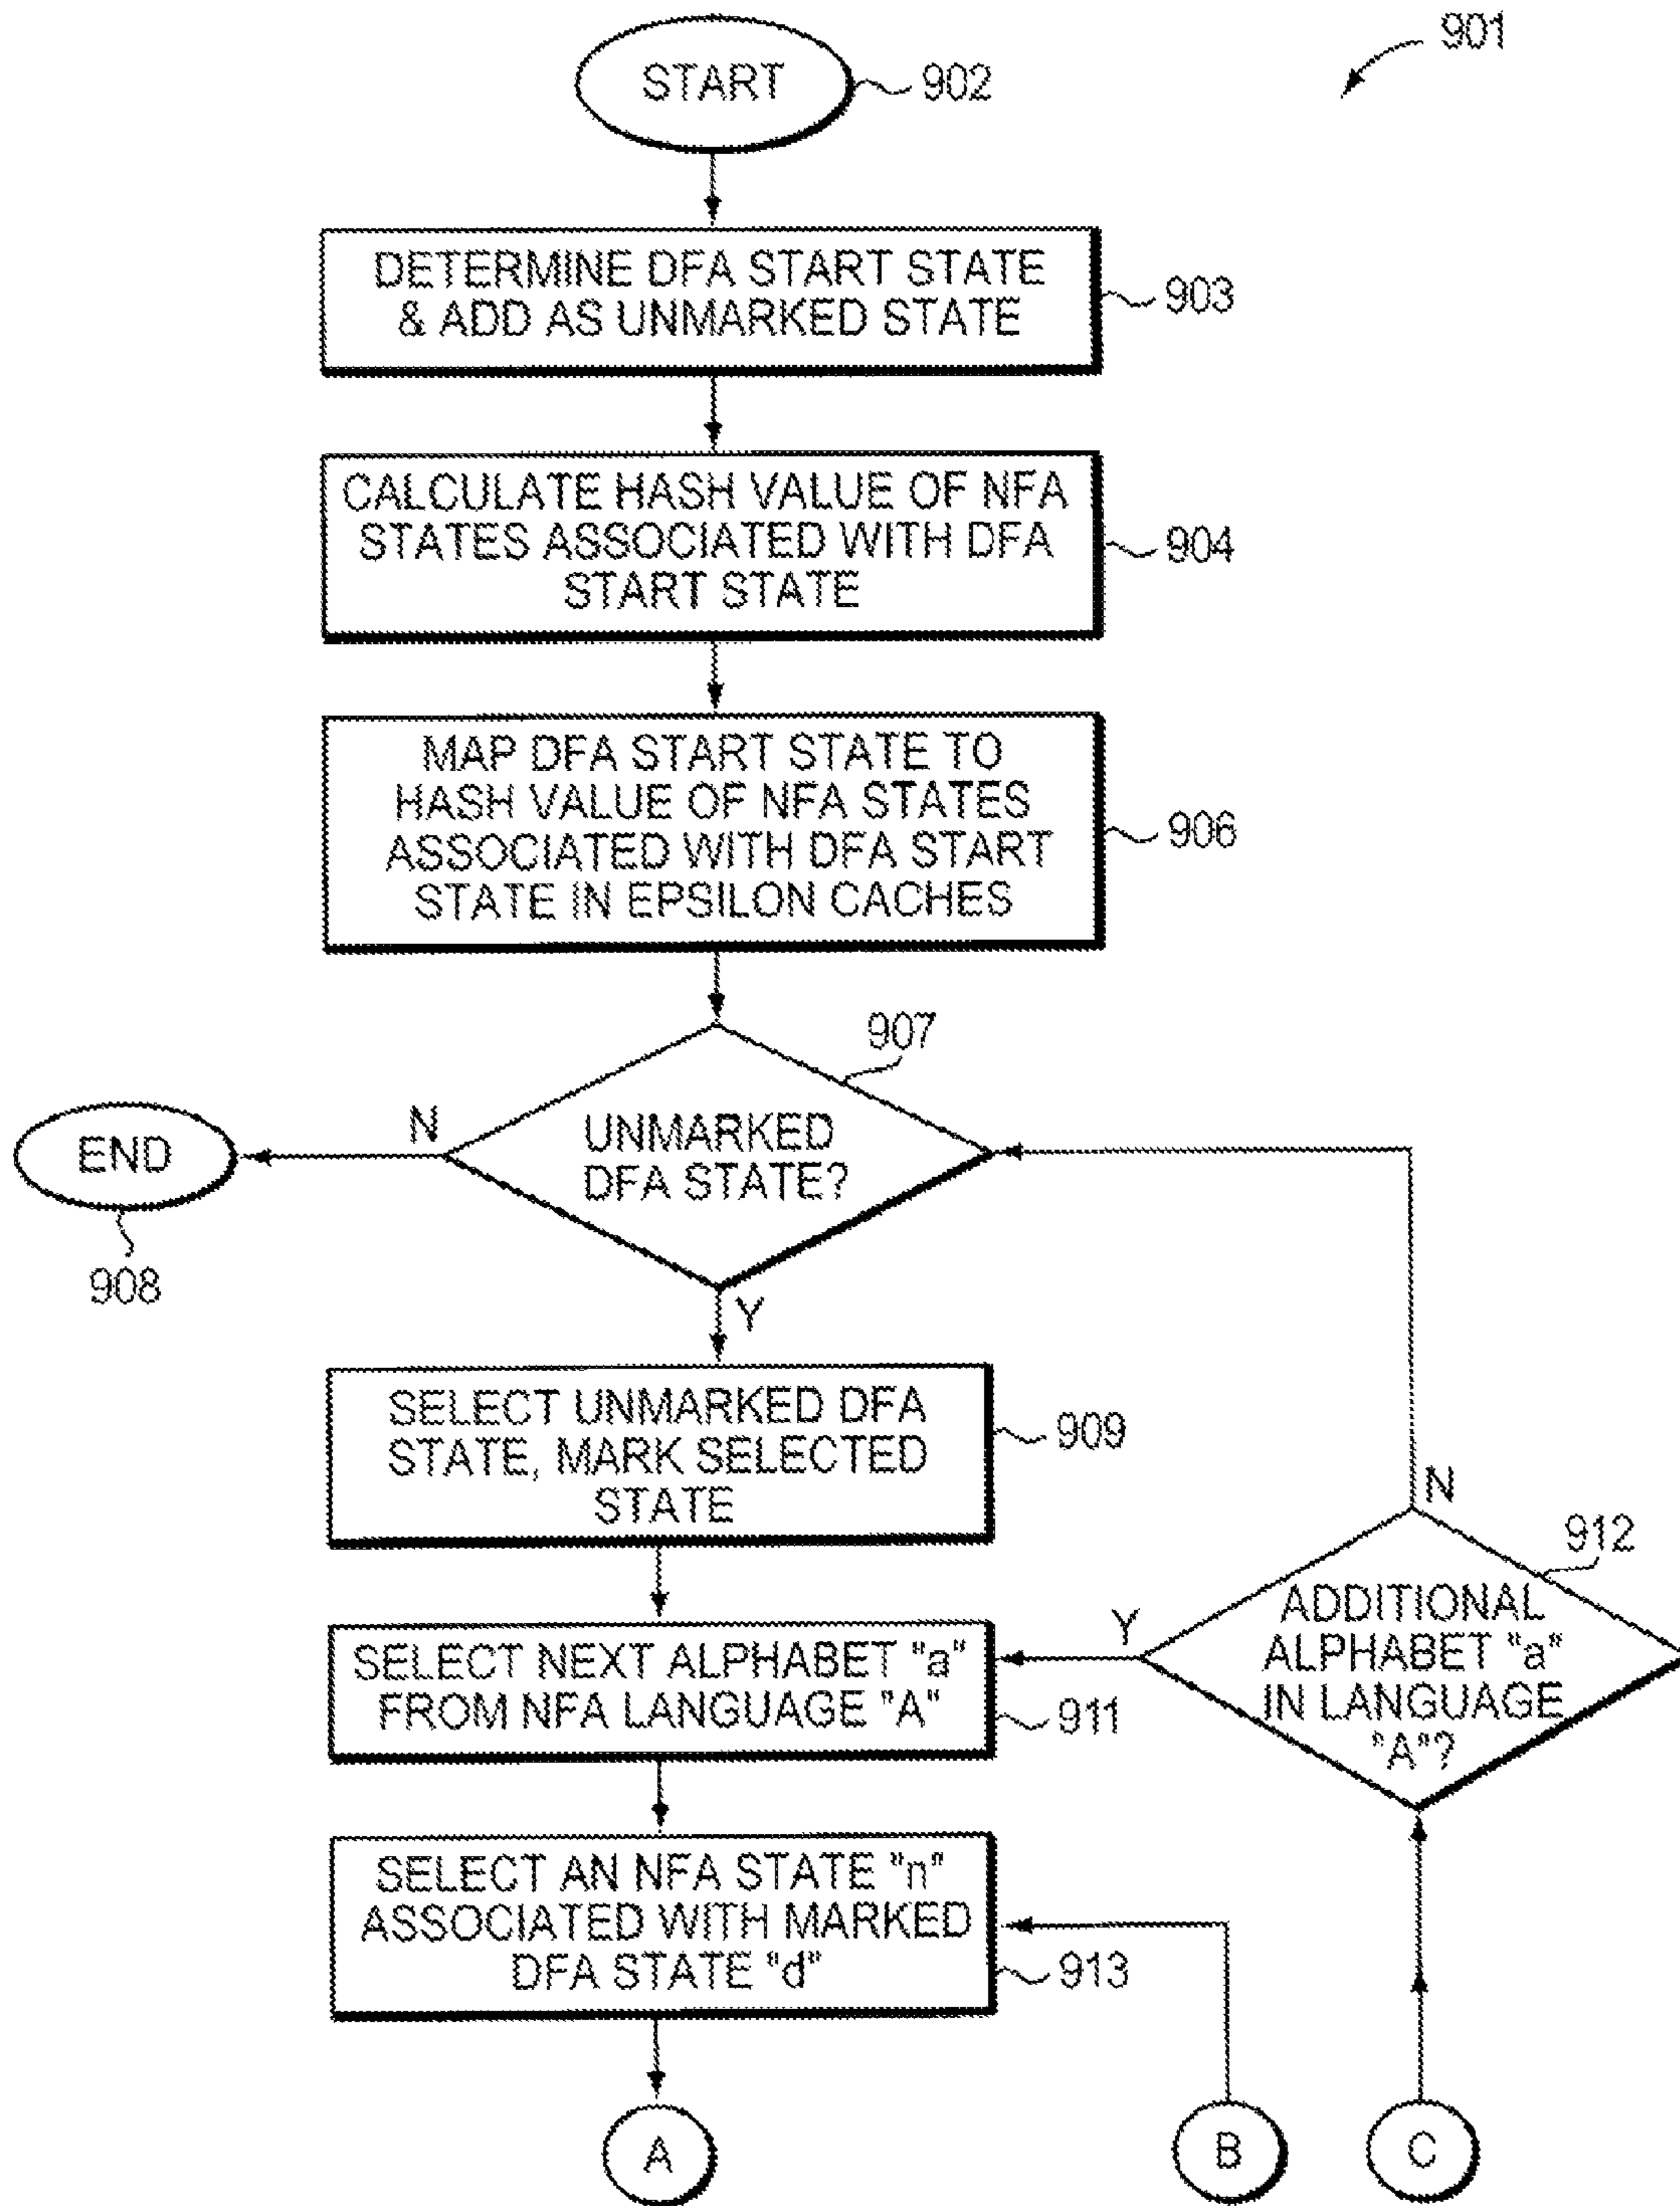 901
START
902
DETERMINE DFA START STATE
& ADD AS UNMARKED STATE
903
CALCULATE HASH VALUE OF NFA
STATES ASSOCIATED WITH DFA
START STATE
904
MAP DFA START STATE TO
HASH VALUE OF NFA STATES
ASSOCIATED WITH DFA START
STATE IN EPSILON CACHES
906
907
UNMARKED
DFA STATE?
N
END
908
Y
SELECT UNMARKED DFA
STATE, MARK SELECTED
STATE
909
N
912
ADDITIONAL
ALPHABET "a"
IN LANGUAGE
"A"?
Y
SELECT NEXT ALPHABET "a"
FROM NFA LANGUAGE "A"
911
SELECT AN NFA STATE "n"
ASSOCIATED WITH MARKED
DFA STATE "d"
913
A
B
C